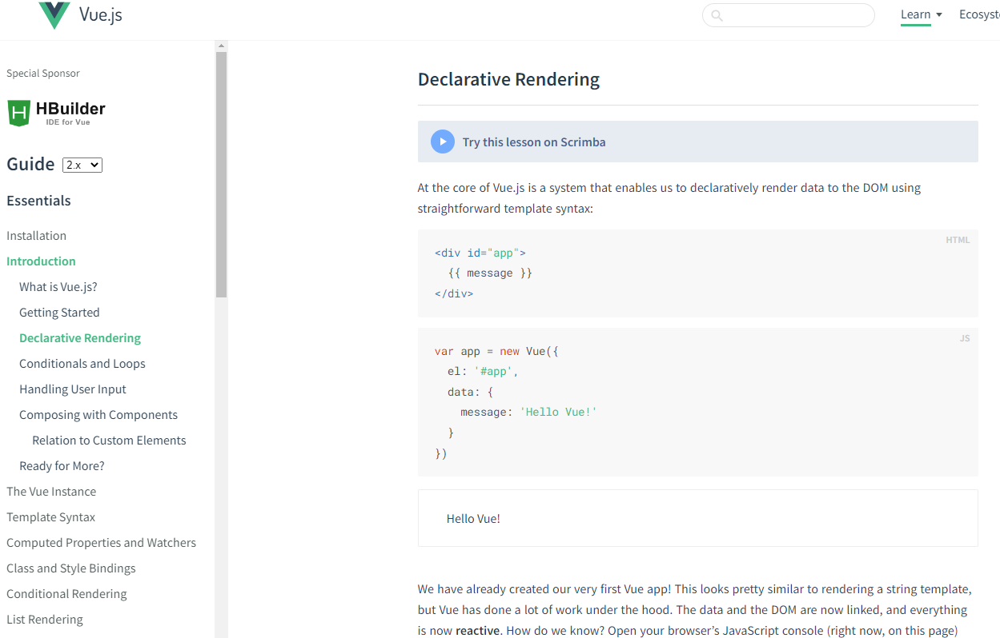 Vue.js
Learn
Ecosyst
Special Sponsor
H HBuilder
IDE for Vue
Guide 2.x
Essentials
Installation
Introduction
What is Vue.js?
Getting Started
Declarative Rendering
Conditionals and Loops
Handling User Input
Composing with Components
Relation to Custom Elements
Ready for More?
The Vue Instance
Template Syntax
Computed Properties and Watchers
Class and Style Bindings
Conditional Rendering
List Rendering
Declarative Rendering
Try this lesson on Scrimba
At the core of Vue.js is a system that enables us to declaratively render data to the DOM using
straightforward template syntax:
HTML
<div id="app">
  {{ message }}
</div>
JS
var app = new Vue({
  el: '#app',
  data: {
    message: 'Hello Vue!'
  }
})
Hello Vue!
We have already created our very first Vue app! This looks pretty similar to rendering a string template,
but Vue has done a lot of work under the hood. The data and the DOM are now linked, and everything
is now reactive. How do we know? Open your browser’s JavaScript console (right now, on this page)